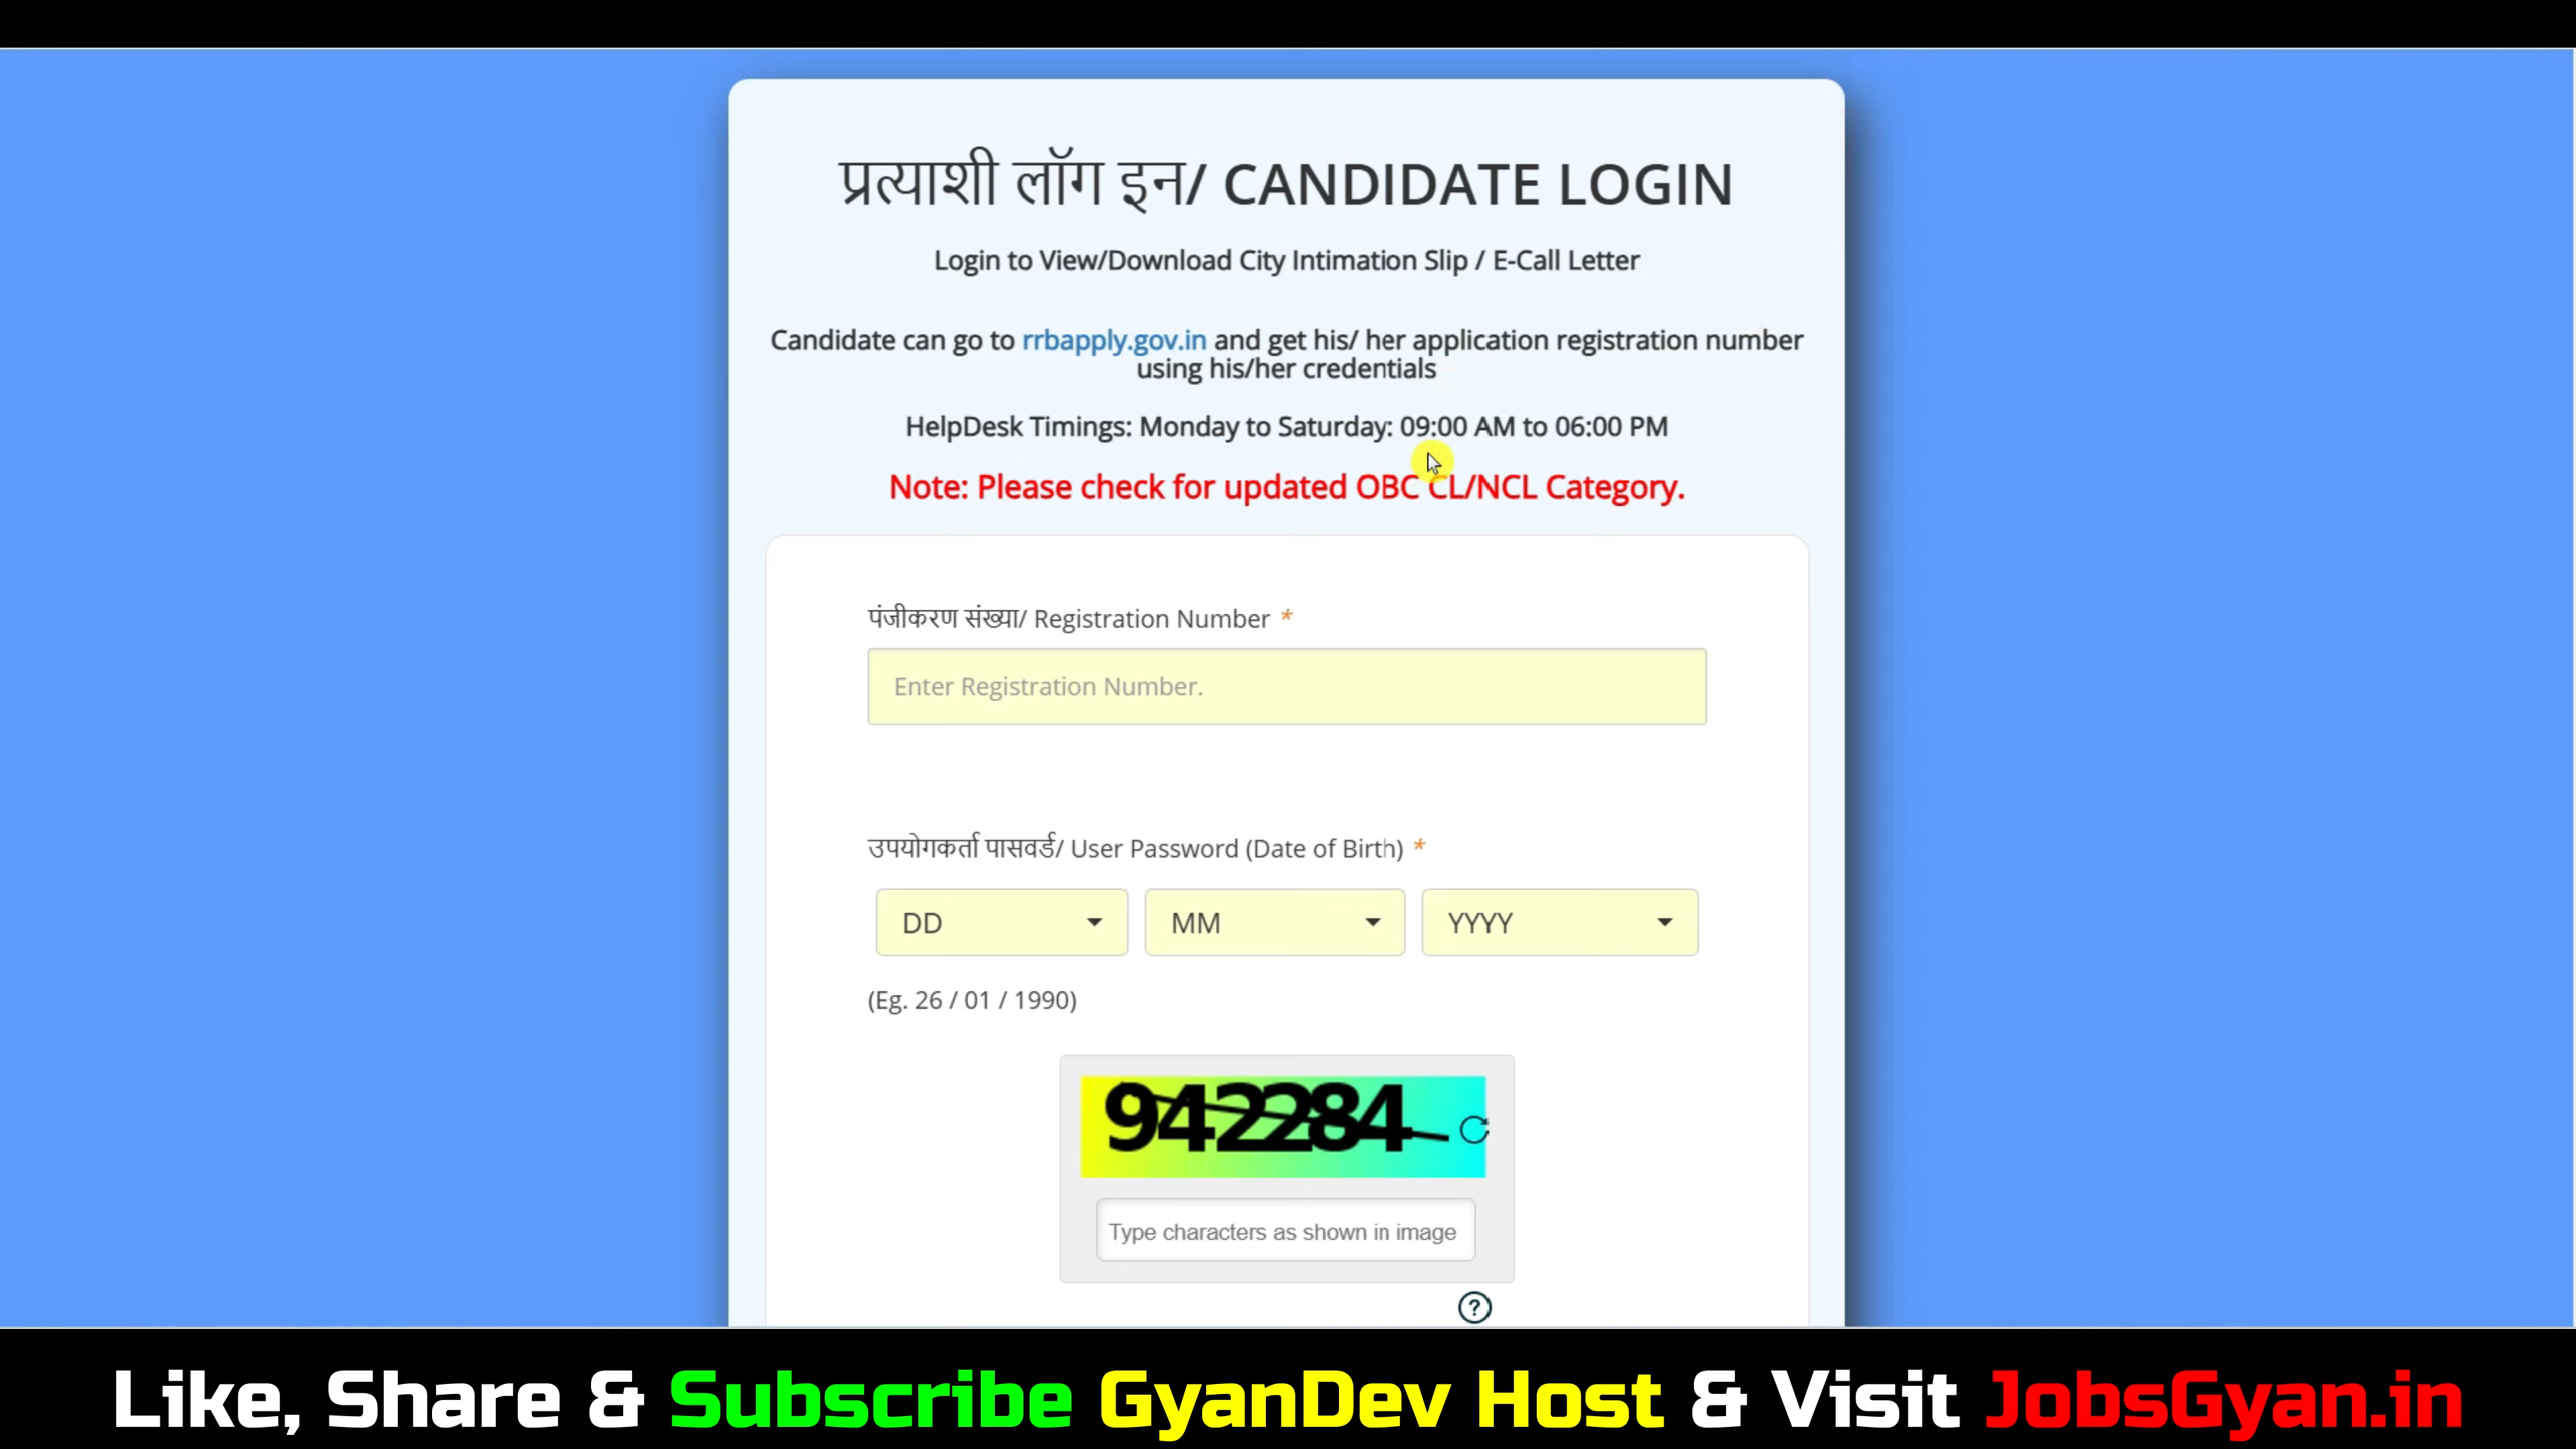 प्रत्याशी लॉग इन/ CANDIDATE LOGIN
Login to View/Download City Intimation Slip / E-Call Letter
Candidate can go to rrbapply.gov.in and get his/ her application registration number
using his/her credentials
HelpDesk Timings: Monday to Saturday: 09:00 AM to 06:00 PM
Note: Please check for updated OBC CL/NCL Category.
पंजीकरण संख्या/ Registration Number *
Enter Registration Number.
उपयोगकर्ता पासवर्ड/ User Password (Date of Birth) *
DD MM YYYY
(Eg. 26 / 01 / 1990)
942284
Type characters as shown in image
?
Like, Share & Subscribe GyanDev Host & Visit JobsGyan.in